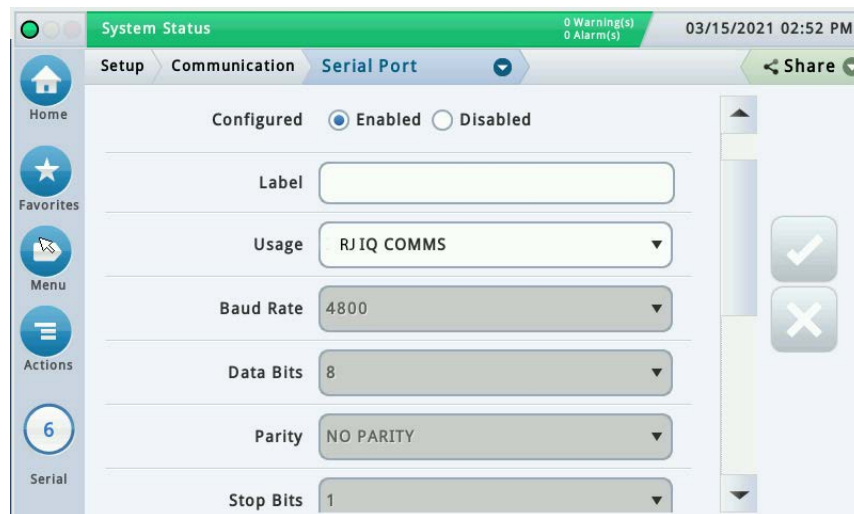 System Status
0 Warning(s)
0 Alarm(s)
03/15/2021 02:52 PM
Setup Communication Serial Port Share
Home
Configured Enabled Disabled
Label
Favorites
Usage RJ IQ COMMS
Menu
Baud Rate 4800
Actions
Data Bits 8
6
Parity NO PARITY
Serial
Stop Bits 1